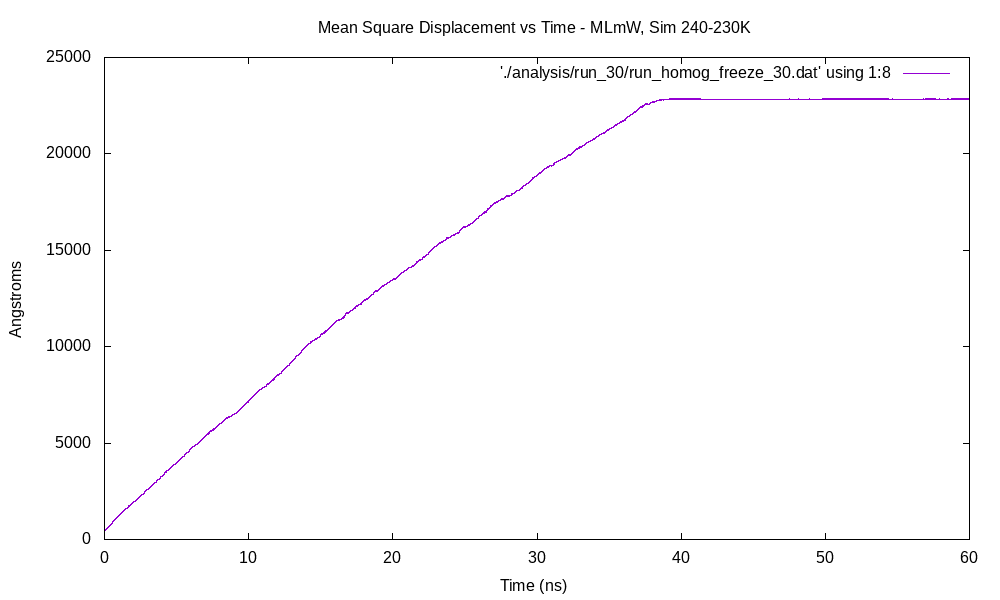 Mean Square Displacement vs Time - MLmW, Sim 240-230K
'./analysis/run_30/run_homog_freeze_30.dat' using 1:8
25000
20000
15000
10000
5000
0
Angstroms
0 10 20 30 40 50 60
Time (ns)